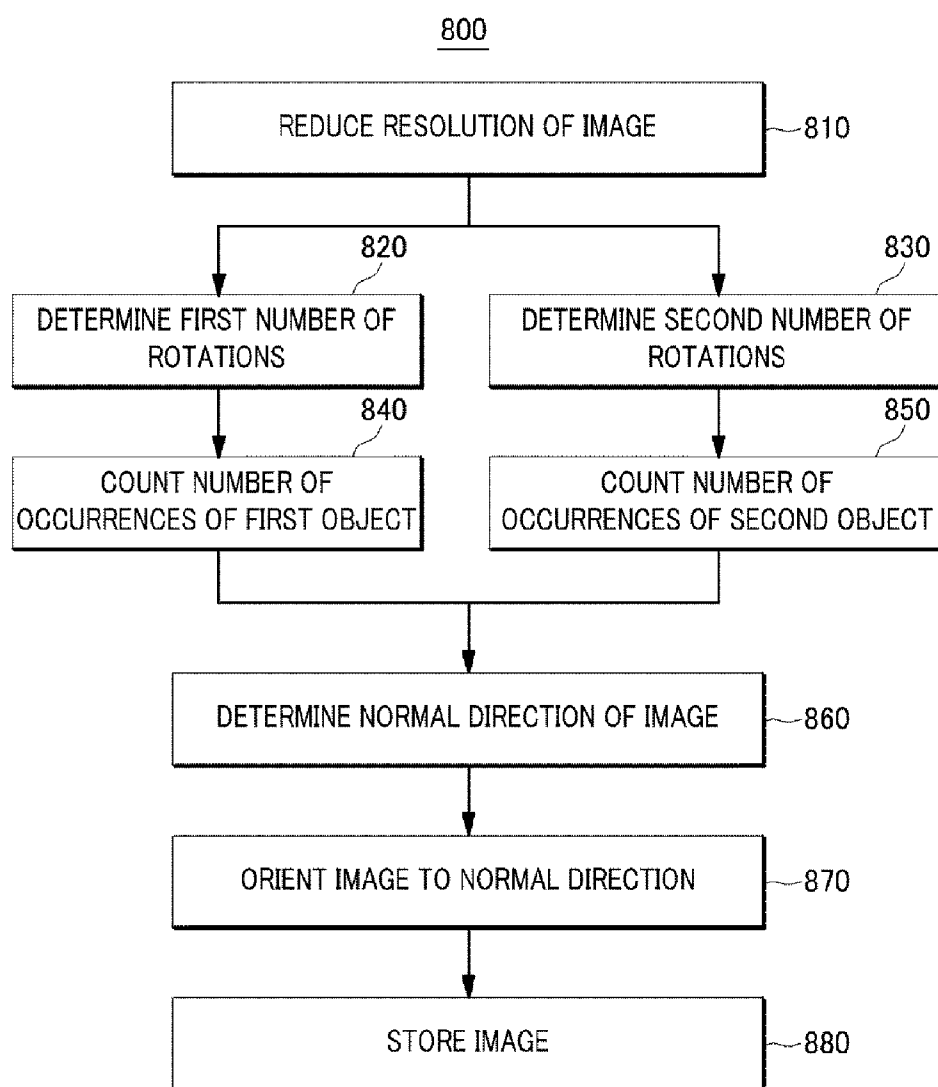 800
REDUCE RESOLUTION OF IMAGE
810
820
830
DETERMINE FIRST NUMBER OF
ROTATIONS
DETERMINE SECOND NUMBER OF
ROTATIONS
840
850
COUNT NUMBER OF
OCCURRENCES OF FIRST OBJECT
COUNT NUMBER OF
OCCURRENCES OF SECOND OBJECT
DETERMINE NORMAL DIRECTION OF IMAGE
860
ORIENT IMAGE TO NORMAL DIRECTION
870
STORE IMAGE
880